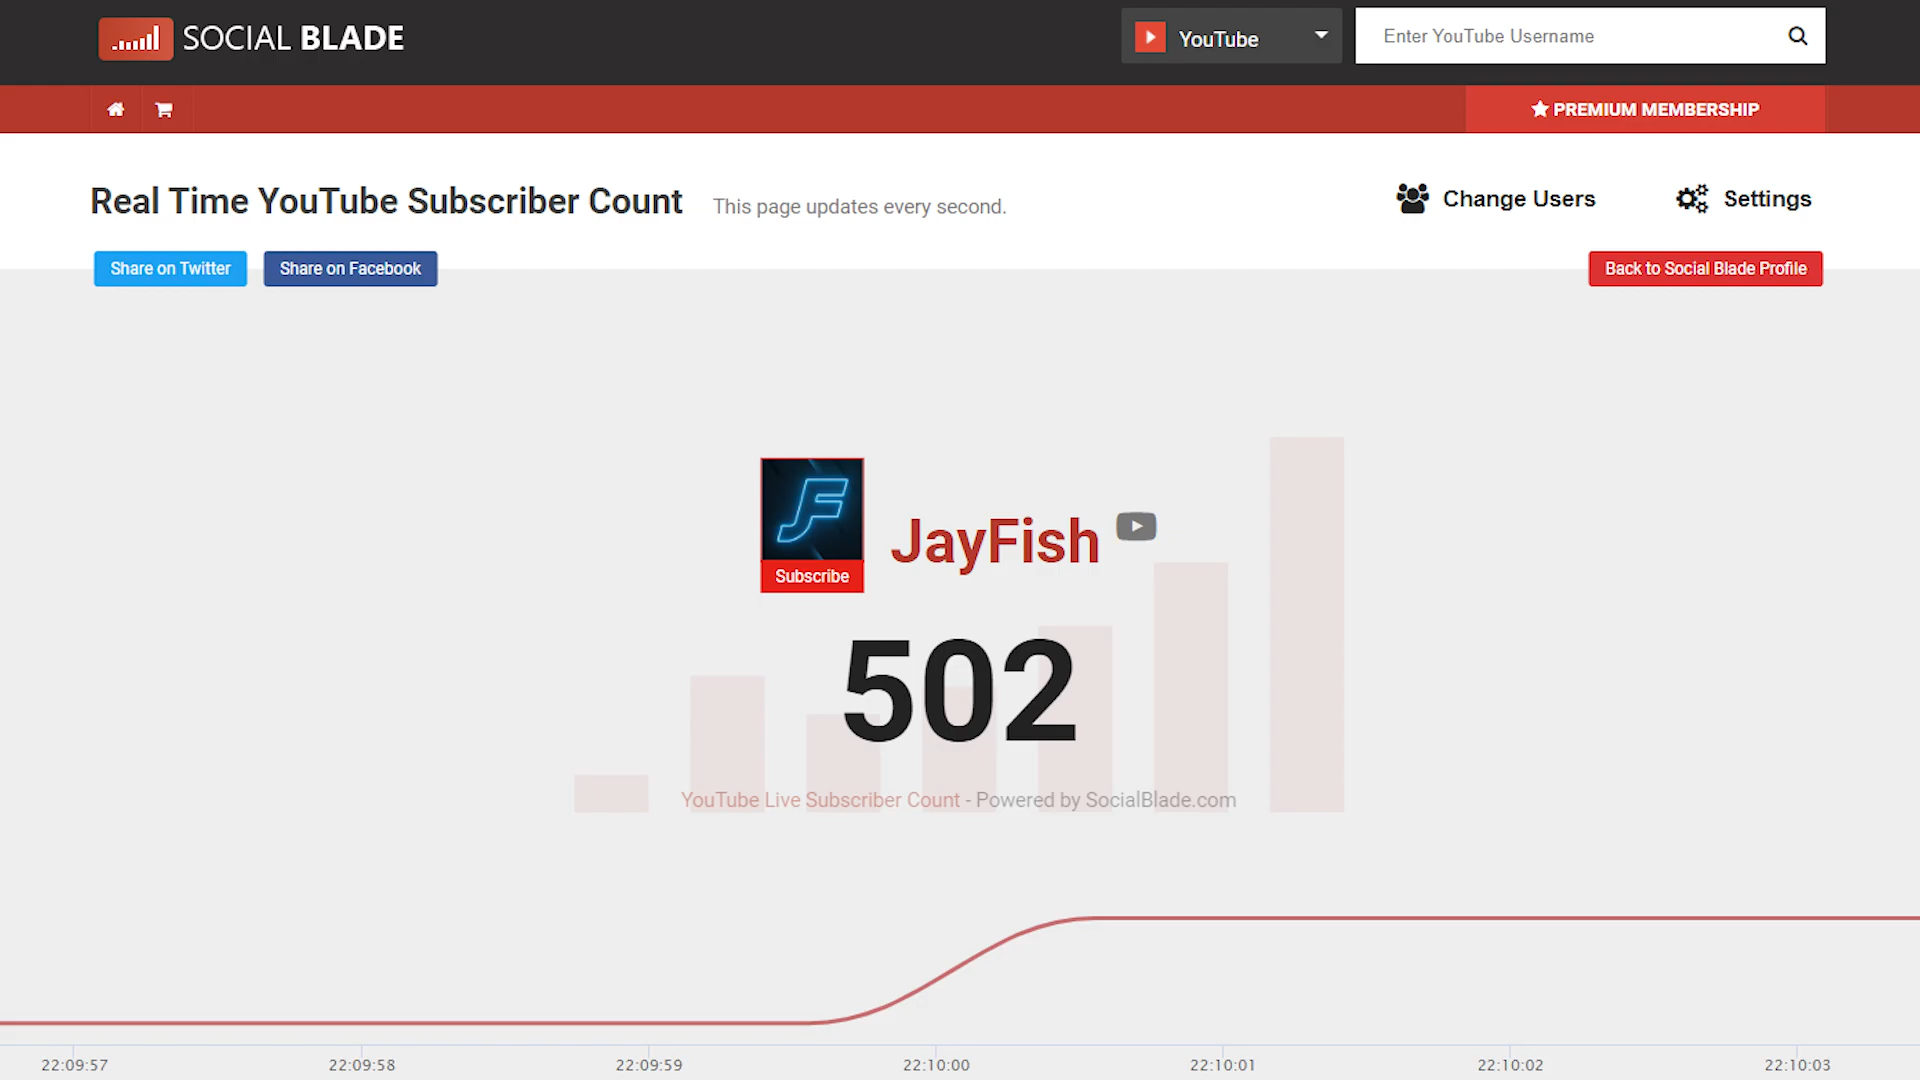 SOCIAL BLADE
YouTube
Enter YouTube Username
PREMIUM MEMBERSHIP
Real Time YouTube Subscriber Count
This page updates every second.
Change Users
Settings
Share on Twitter
Share on Facebook
Back to Social Blade Profile
JF
Subscribe
JayFish
502
YouTube Live Subscriber Count - Powered by SocialBlade.com
22:09:57
22:09:58
22:09:59
22:10:00
22:10:01
22:10:02
22:10:03